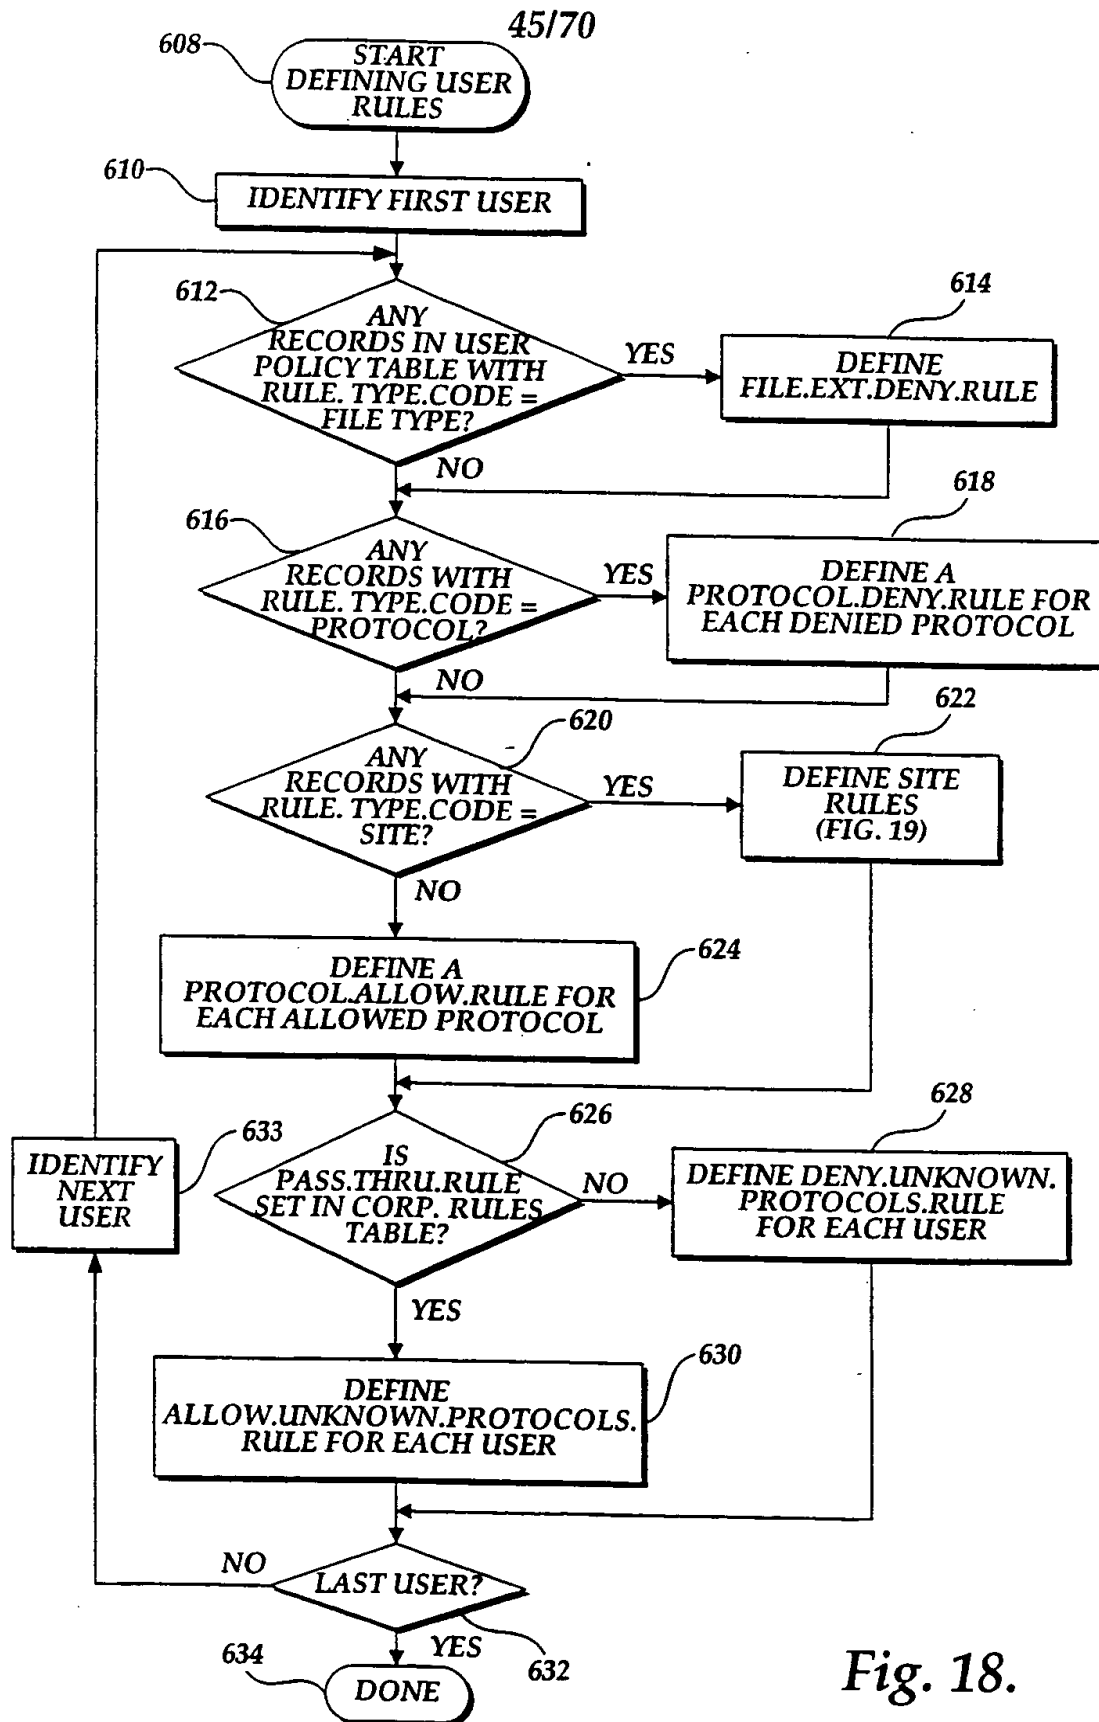 45/70
608
START
DEFINING USER
RULES
610
IDENTIFY FIRST USER
612
ANY
RECORDS IN USER
POLICY TABLE WITH
RULE. TYPE.CODE =
FILE TYPE?
YES
614
DEFINE
FILE.EXT.DENY.RULE
NO
616
ANY
RECORDS WITH
RULE. TYPE.CODE =
PROTOCOL?
YES
618
DEFINE A
PROTOCOL.DENY.RULE FOR
EACH DENIED PROTOCOL
NO
620
ANY
RECORDS WITH
RULE. TYPE.CODE =
SITE?
YES
622
DEFINE SITE
RULES
(FIG. 19)
NO
624
DEFINE A
PROTOCOL.ALLOW.RULE FOR
EACH ALLOWED PROTOCOL
626
IS
PASS.THRU.RULE
SET IN CORP. RULES
TABLE?
NO
628
DEFINE DENY.UNKNOWN.
PROTOCOLS.RULE
FOR EACH USER
633
IDENTIFY
NEXT
USER
YES
630
DEFINE
ALLOW.UNKNOWN.PROTOCOLS.
RULE FOR EACH USER
NO
LAST USER?
632
YES
634
DONE
Fig. 18.